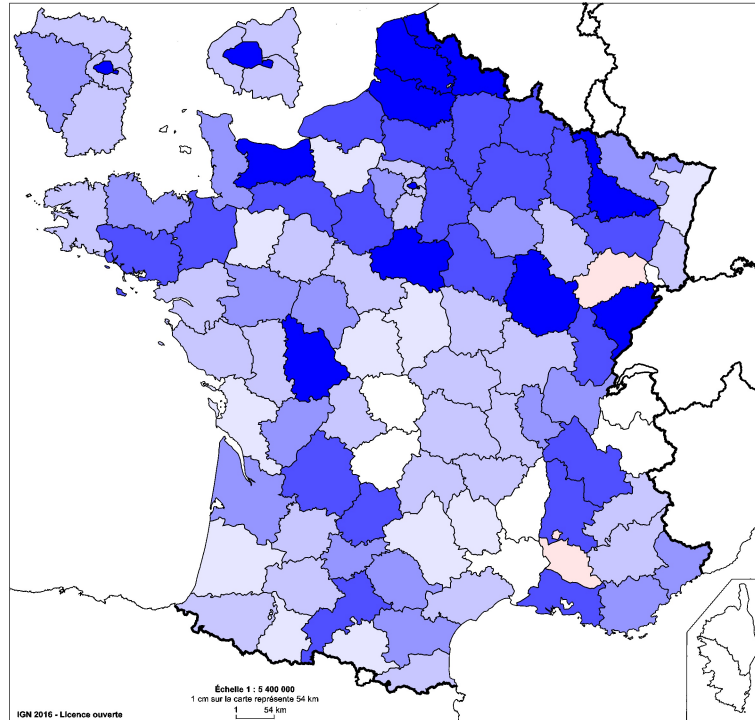 Échelle 1 : 5 400 000
1 cm sur la carte représente 54 km
1 54 km
IGN 2016 - Licence ouverte